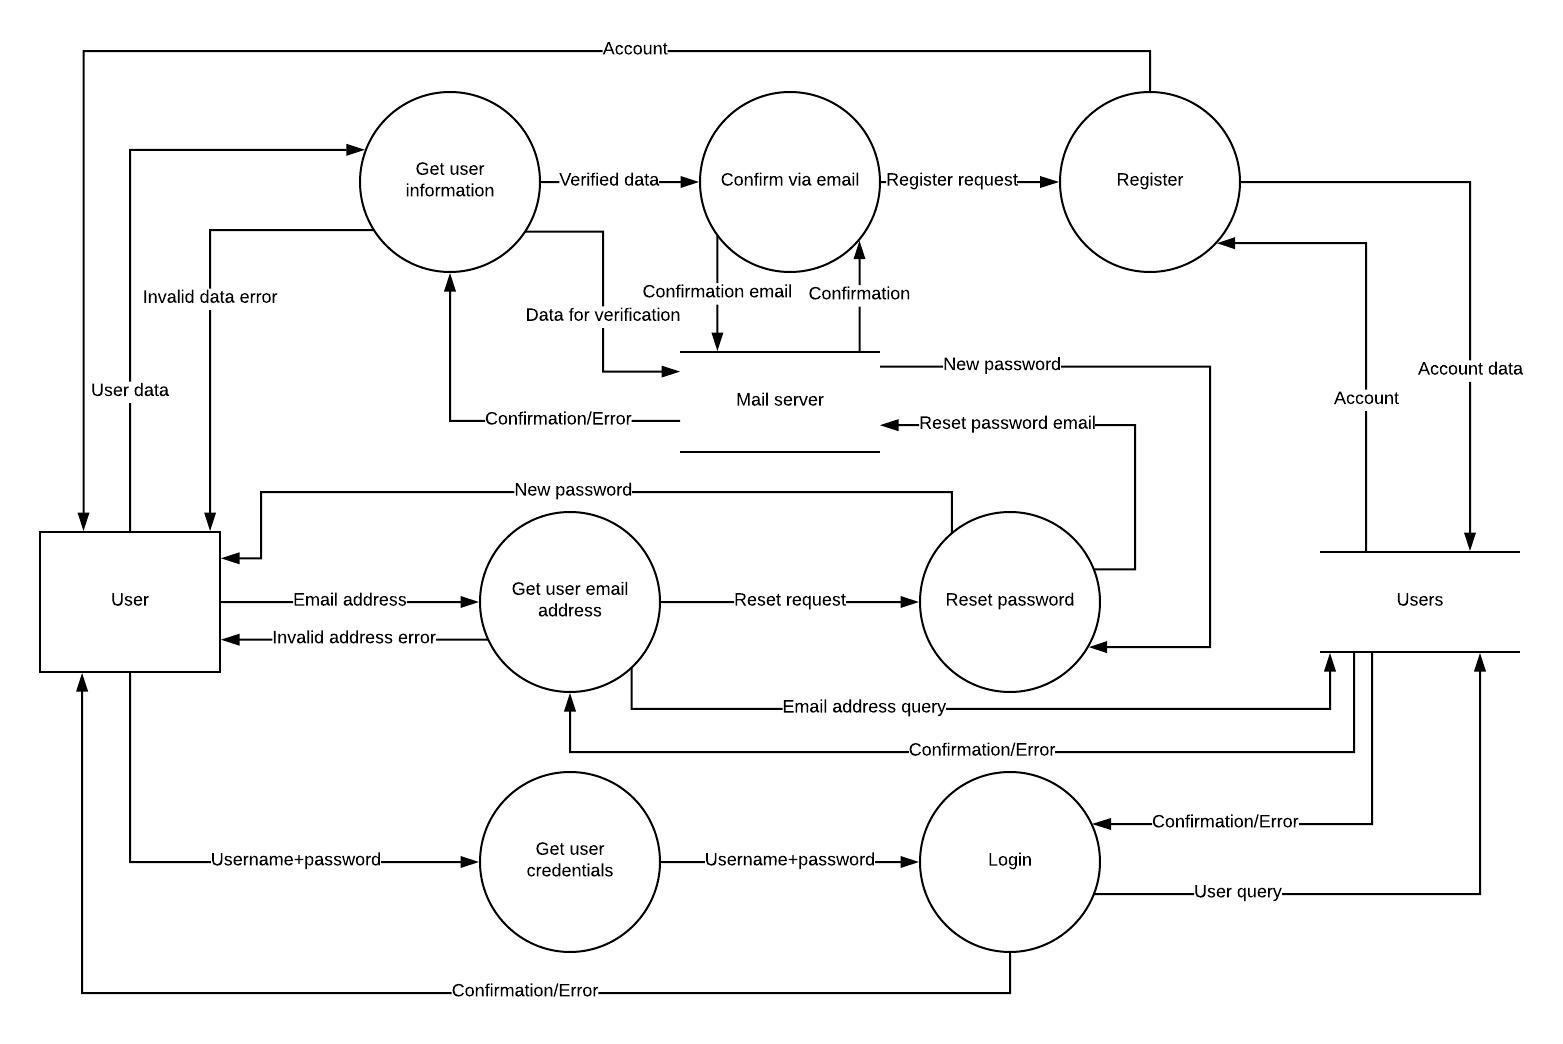 Account
Get user
information
Verified data
Confirm via email
Register request
Register
Invalid data error
Confirmation email
Confirmation
Data for verification
User data
New password
Account data
Mail server
Account
Confirmation/Error
Reset password email
New password
User
Email address
Get user email
address
Reset request
Reset password
Users
Invalid address error
Email address query
Confirmation/Error
Confirmation/Error
Username+password
Get user
credentials
Username+password
Login
User query
Confirmation/Error